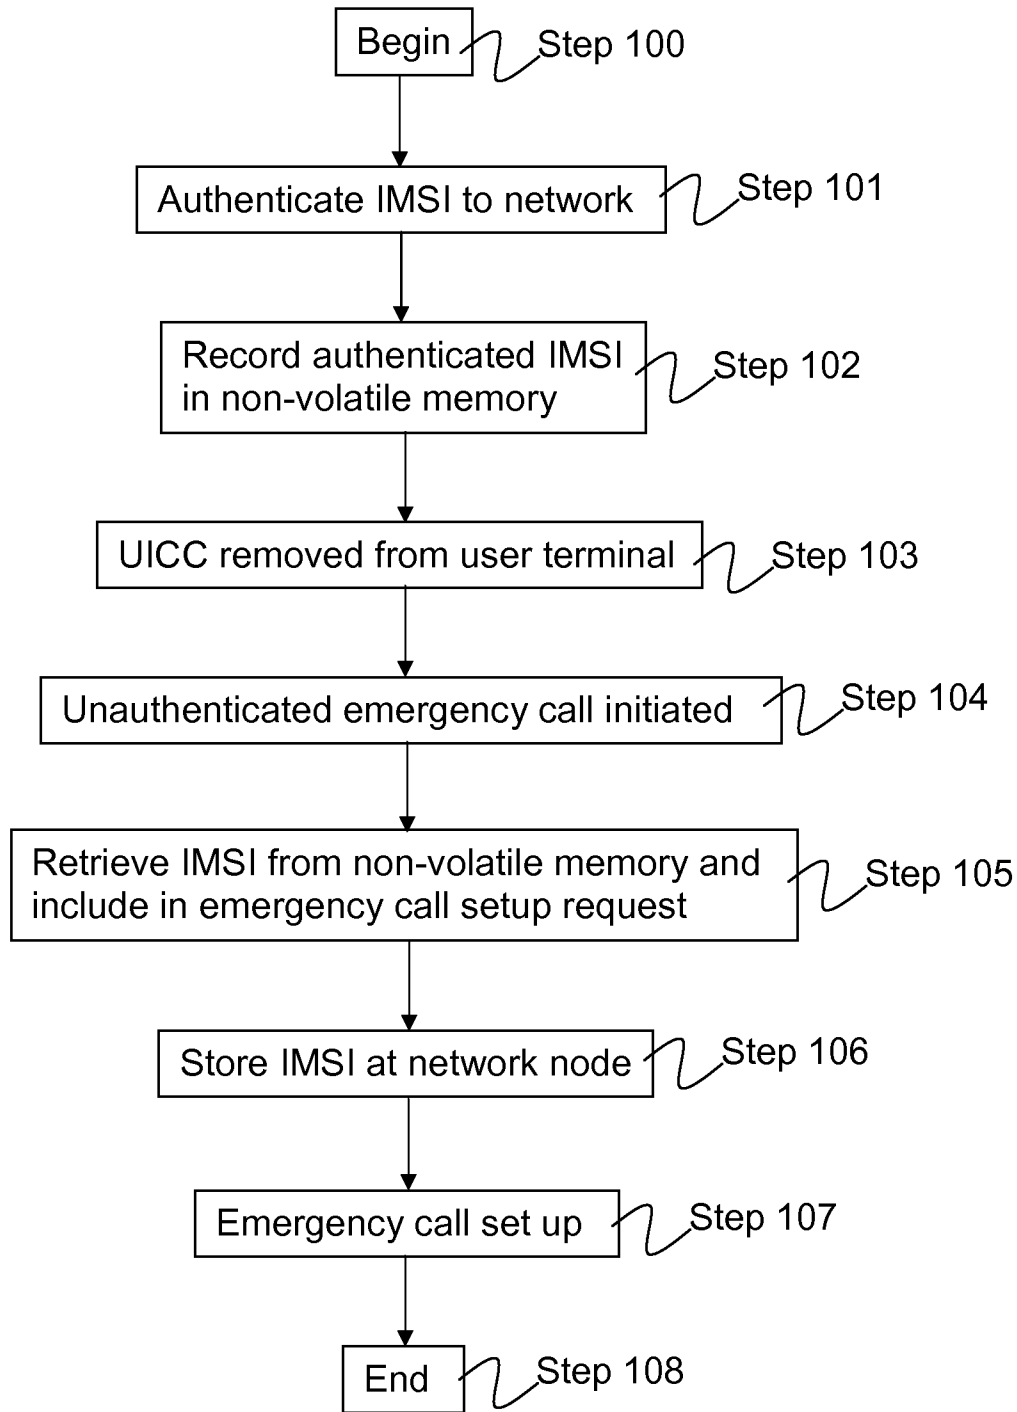 Begin
Step 100
Authenticate IMSI to network
Step 101
Record authenticated IMSI
in non-volatile memory
Step 102
UICC removed from user terminal
Step 103
Unauthenticated emergency call initiated
Step 104
Retrieve IMSI from non-volatile memory and
include in emergency call setup request
Step 105
Store IMSI at network node
Step 106
Emergency call set up
Step 107
End
Step 108